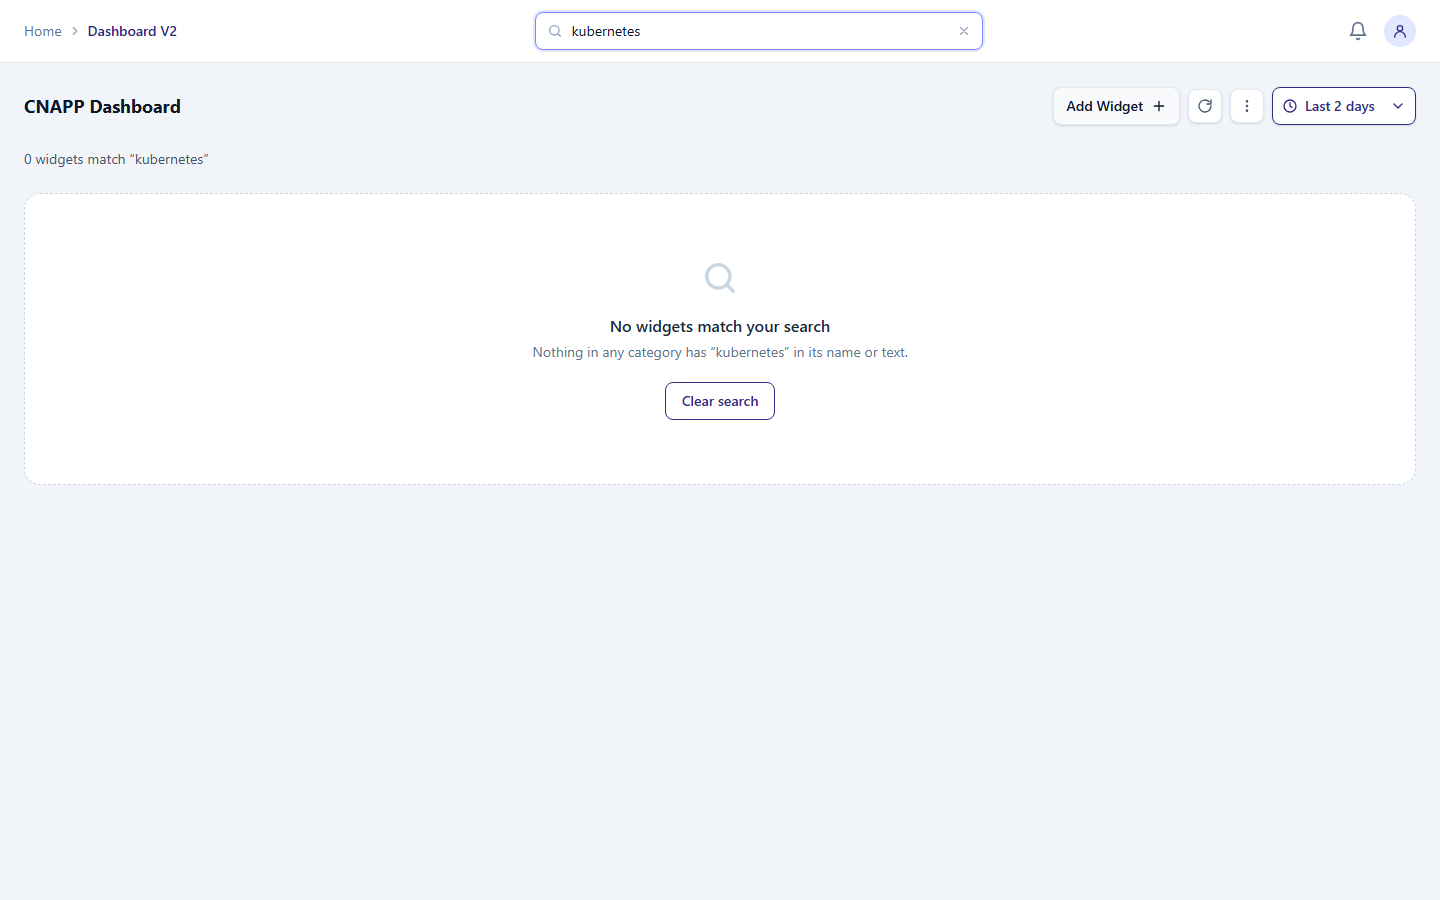 Home
Dashboard V2
kubernetes
CNAPP Dashboard
Add Widget
Last 2 days
0 widgets match “kubernetes”
No widgets match your search
Nothing in any category has “kubernetes” in its name or text.
Clear search